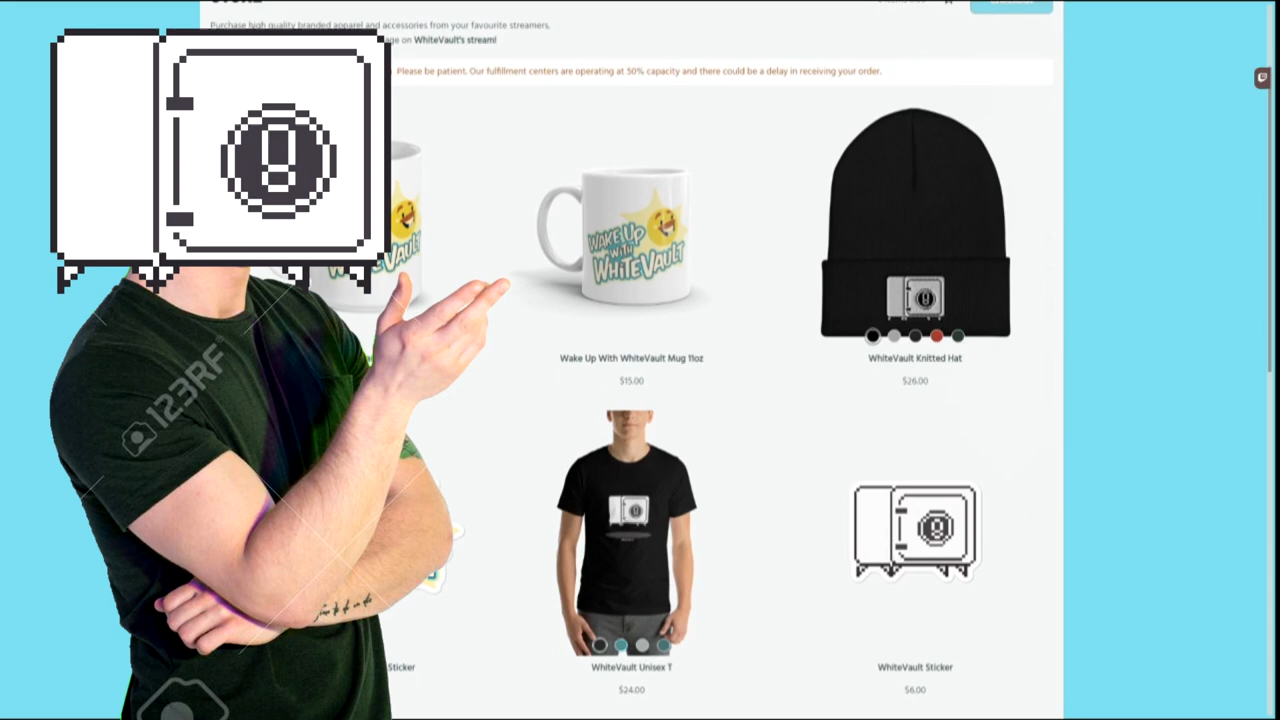 Purchase high quality branded apparel and accessories from your favourite streamers.
age on WhiteVault's stream!
Please be patient. Our fulfillment centers are operating at 50% capacity and there could be a delay in receiving your order.
WAKE UP
WITH
WHITEVAULT
Wake Up With WhiteVault Mug 11oz
$15.00
WhiteVault Knitted Hat
$26.00
123RF
Sticker
WhiteVault Unisex T
$24.00
WhiteVault Sticker
$6.00